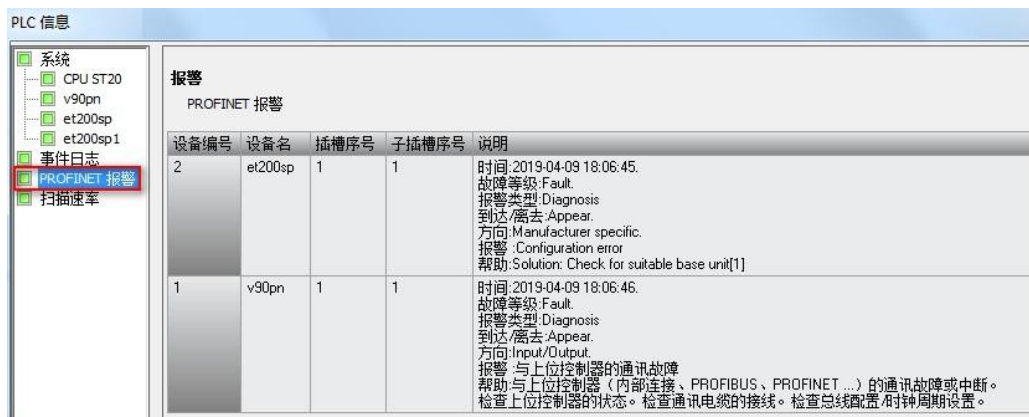 PLC 信息
系统
CPU ST20
v90pn
et200sp
et200sp1
事件日志
PROFINET 报警
扫描速率
报警
PROFINET 报警
设备编号 设备名 插槽序号 子插槽序号 说明
2 et200sp 1 1 时间:2019-04-09 18:06:45.
故障等级:Fault.
报警类型:Diagnosis
到达/离去:Appear.
方向:Manufacturer specific.
报警 :Configuration error
帮助:Solution: Check for suitable base unit[1]
1 v90pn 1 1 时间:2019-04-09 18:06:46.
故障等级:Fault.
报警类型:Diagnosis
到达/离去:Appear.
方向:Input/Output.
报警 :与上位控制器的通讯故障
帮助:与上位控制器（内部连接、PROFIBUS、PROFINET ...）的通讯故障或中断。
检查上位控制器的状态。检查通讯电缆的接线。检查总线配置/时钟周期设置。